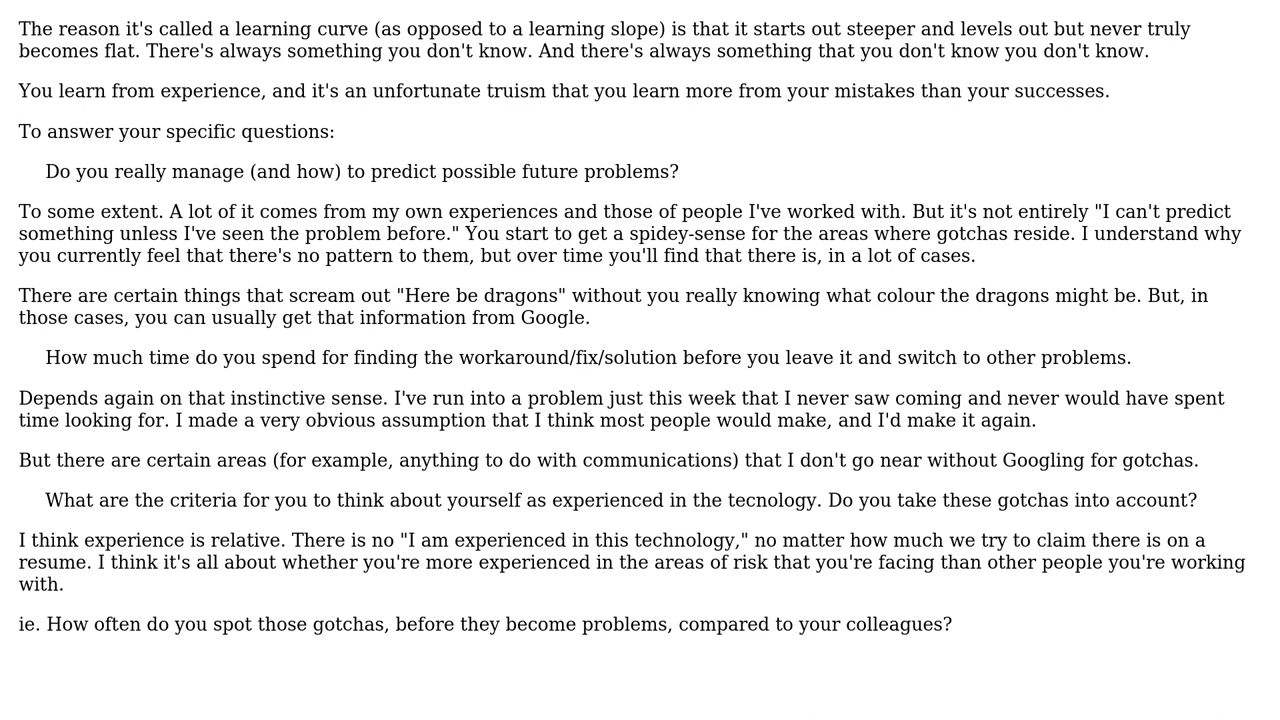 The reason it's called a learning curve (as opposed to a learning slope) is that it starts out steeper and levels out but never truly
becomes flat. There's always something you don't know. And there's always something that you don't know you don't know.
You learn from experience, and it's an unfortunate truism that you learn more from your mistakes than your successes.
To answer your specific questions:
Do you really manage (and how) to predict possible future problems?
To some extent. A lot of it comes from my own experiences and those of people I've worked with. But it's not entirely "I can't predict
something unless I've seen the problem before." You start to get a spidey-sense for the areas where gotchas reside. I understand why
you currently feel that there's no pattern to them, but over time you'll find that there is, in a lot of cases.
There are certain things that scream out "Here be dragons" without you really knowing what colour the dragons might be. But, in
those cases, you can usually get that information from Google.
How much time do you spend for finding the workaround/fix/solution before you leave it and switch to other problems.
Depends again on that instinctive sense. I've run into a problem just this week that I never saw coming and never would have spent
time looking for. I made a very obvious assumption that I think most people would make, and I'd make it again.
But there are certain areas (for example, anything to do with communications) that I don't go near without Googling for gotchas.
What are the criteria for you to think about yourself as experienced in the tecnology. Do you take these gotchas into account?
I think experience is relative. There is no "I am experienced in this technology," no matter how much we try to claim there is on a
resume. I think it's all about whether you're more experienced in the areas of risk that you're facing than other people you're working
with.
ie. How often do you spot those gotchas, before they become problems, compared to your colleagues?